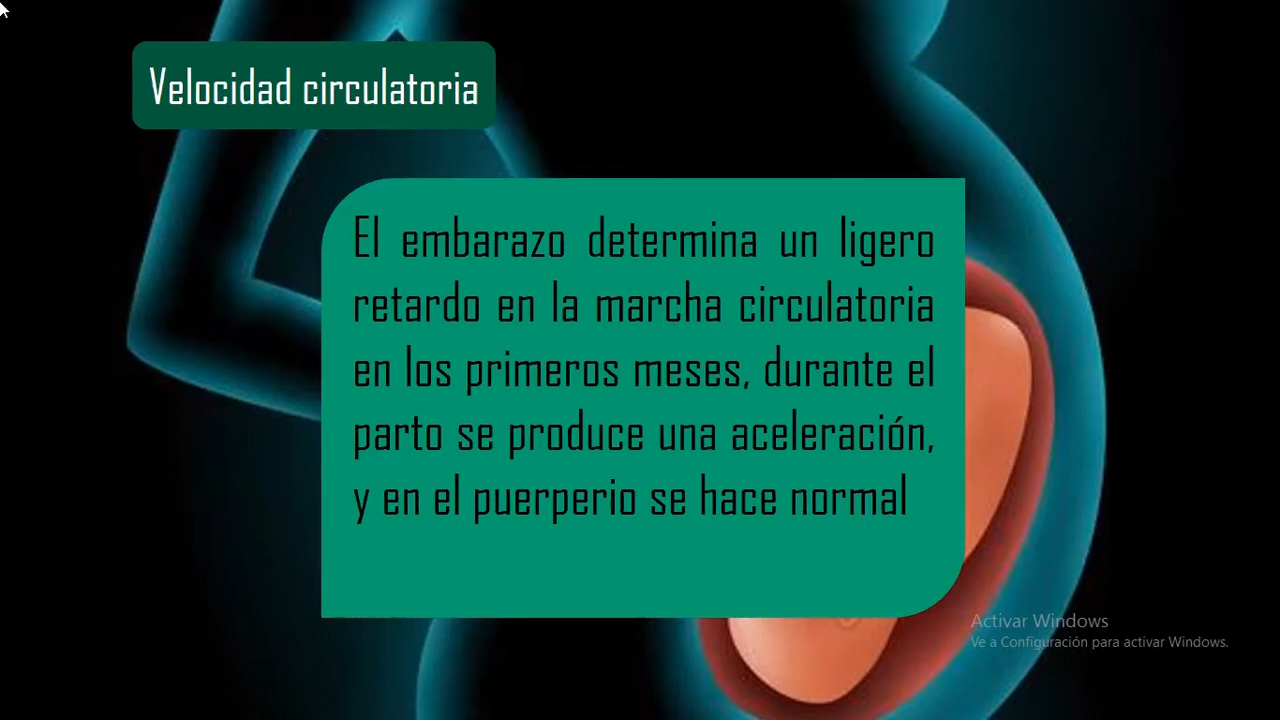 Velocidad circulatoria
El embarazo determina un ligero
retardo en la marcha circulatoria
en los primeros meses, durante el
parto se produce una aceleración,
y en el puerperio se hace normal
Activar Windows
Ve a Configuración para activar Windows.